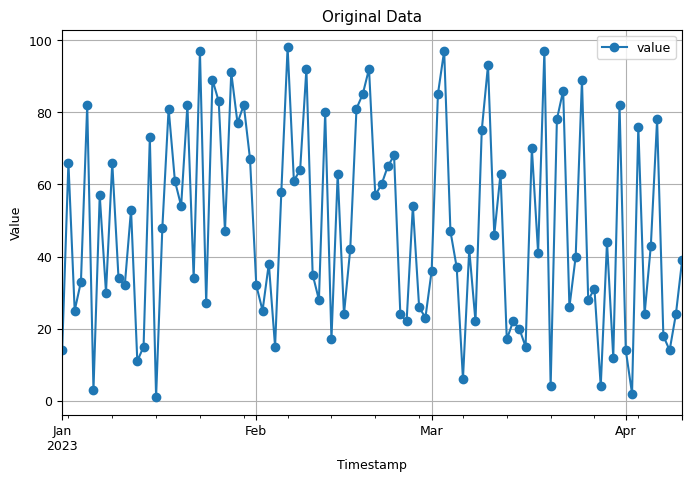 Original Data
value
100
80
60
40
20
0
Value
Jan Feb Mar Apr
2023
Timestamp